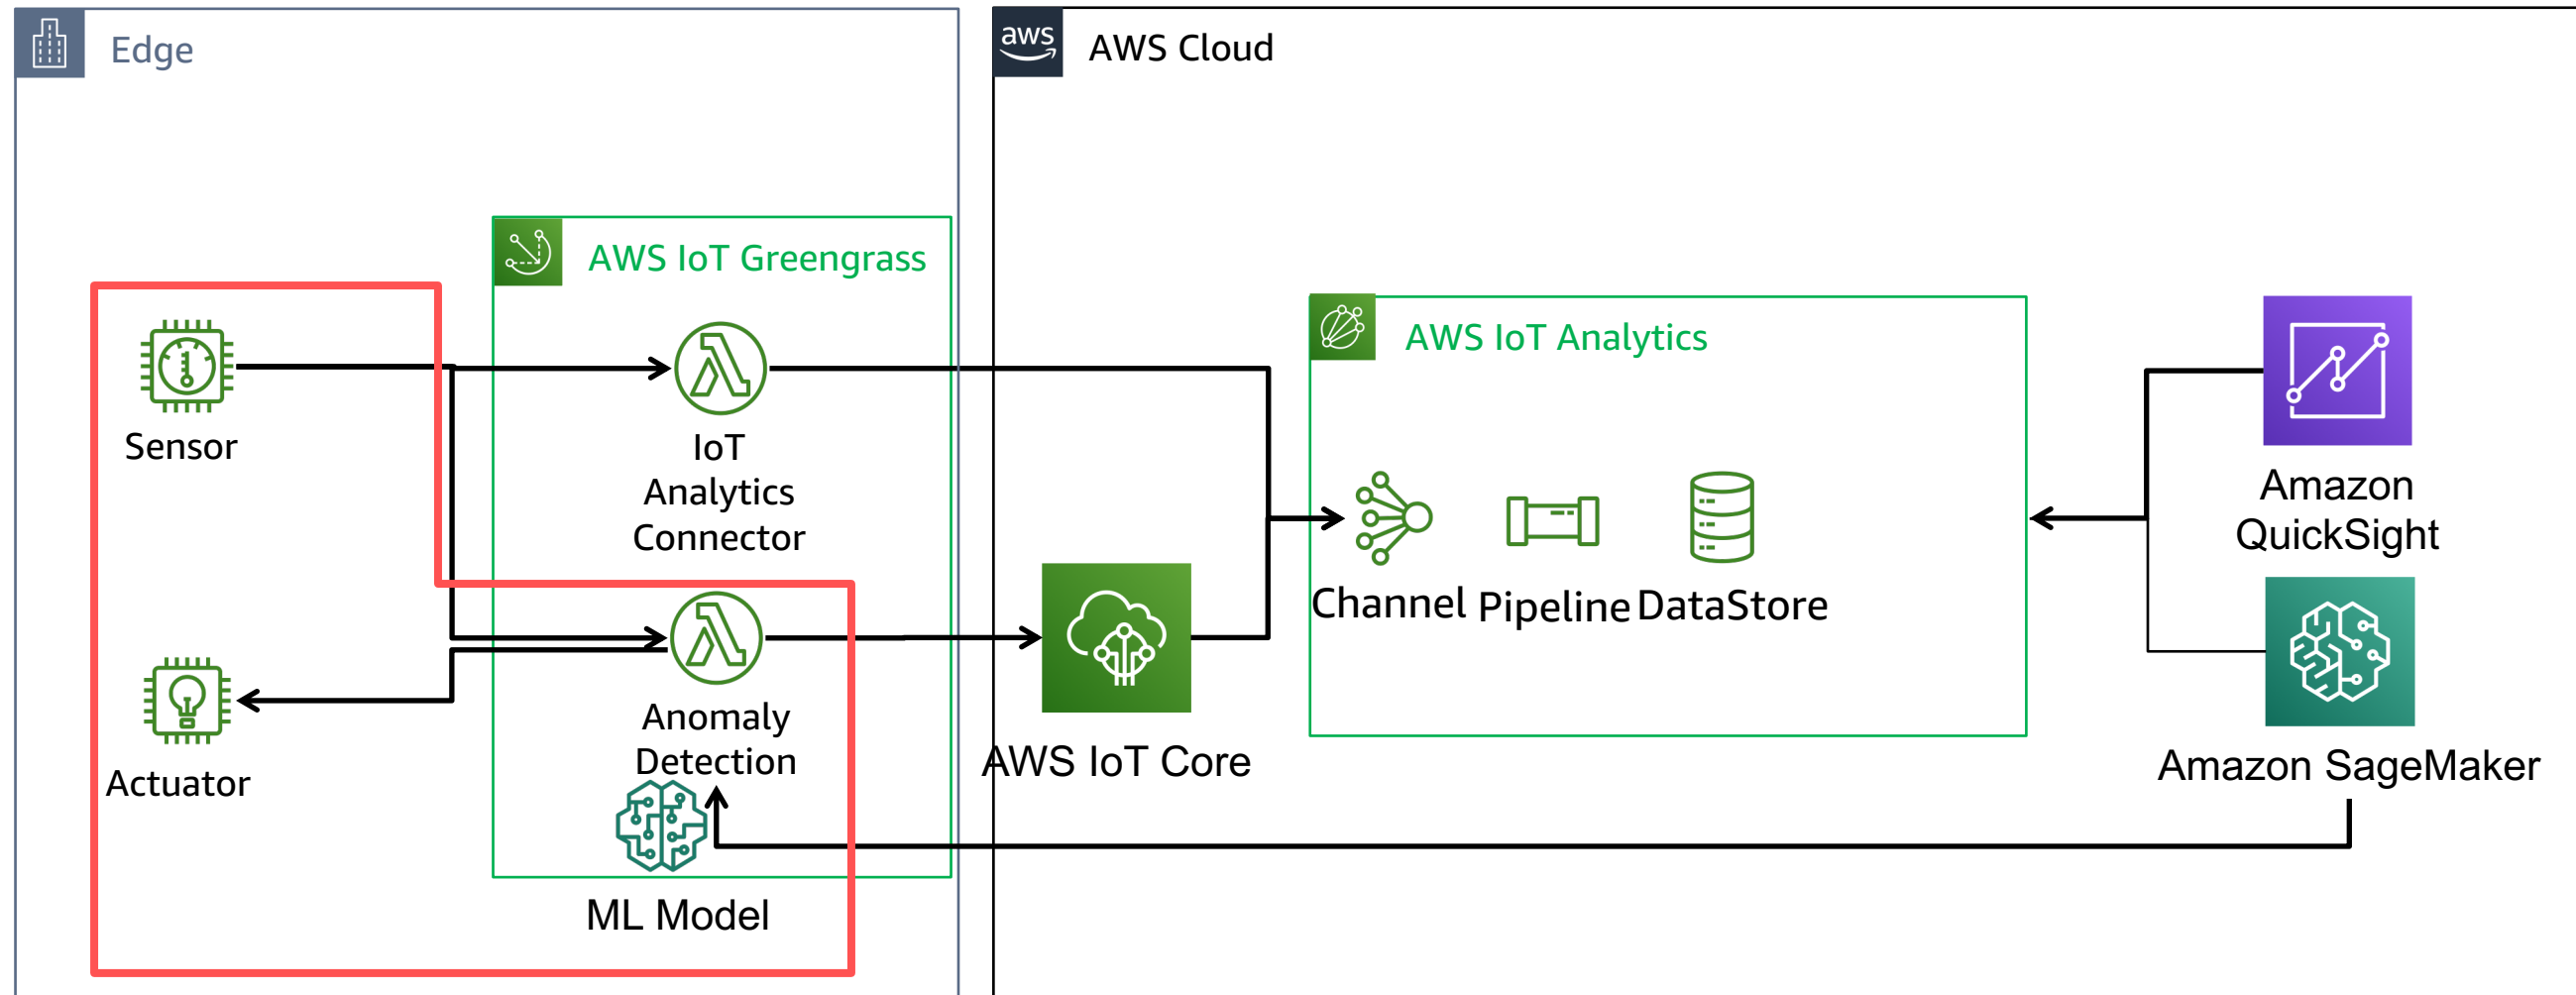 Edge
aws
AWS Cloud
AWS IoT Greengrass
Sensor
IoT
Analytics
Connector
AWS IoT Analytics
Channel
Pipeline
DataStore
Amazon
QuickSight
Actuator
Anomaly
Detection
ML Model
AWS IoT Core
Amazon SageMaker